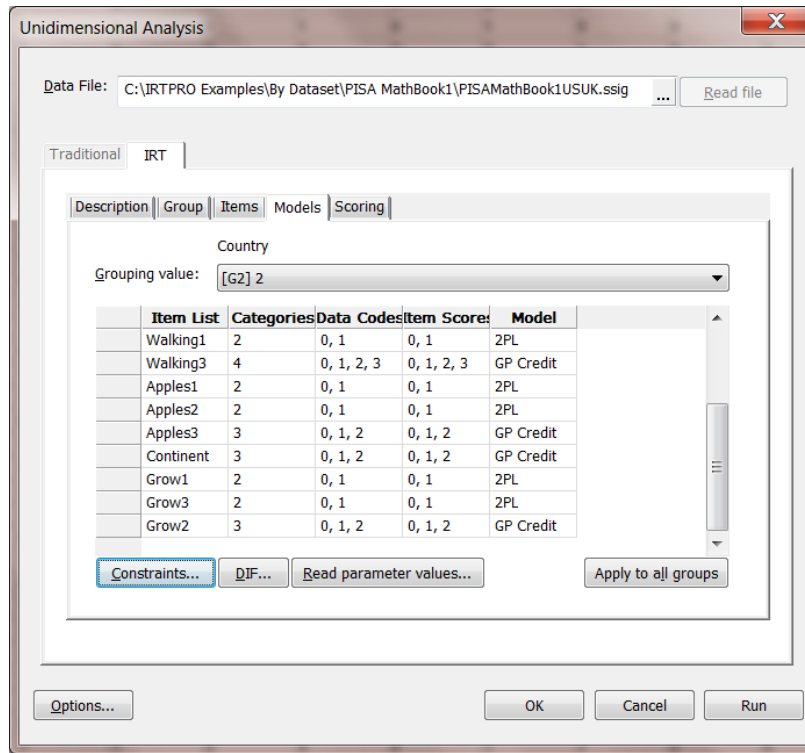 Unidimensional Analysis
X
Data File: C:\IRTPRO Examples\By Dataset\PISA MathBook1\PISAMathBook1USUK.ssig ... Read file
Traditional IRT
Description Group Items Models Scoring
Country
Grouping value: [G2] 2
Item List Categories Data Codes Item Scores Model
Walking1 2 0, 1 0, 1 2PL
Walking3 4 0, 1, 2, 3 0, 1, 2, 3 GP Credit
Apples1 2 0, 1 0, 1 2PL
Apples2 2 0, 1 0, 1 2PL
Apples3 3 0, 1, 2 0, 1, 2 GP Credit
Continent 3 0, 1, 2 0, 1, 2 GP Credit
Grow1 2 0, 1 0, 1 2PL
Grow3 2 0, 1 0, 1 2PL
Grow2 3 0, 1, 2 0, 1, 2 GP Credit
Constraints... DIF... Read parameter values... Apply to all groups
Options... OK Cancel Run